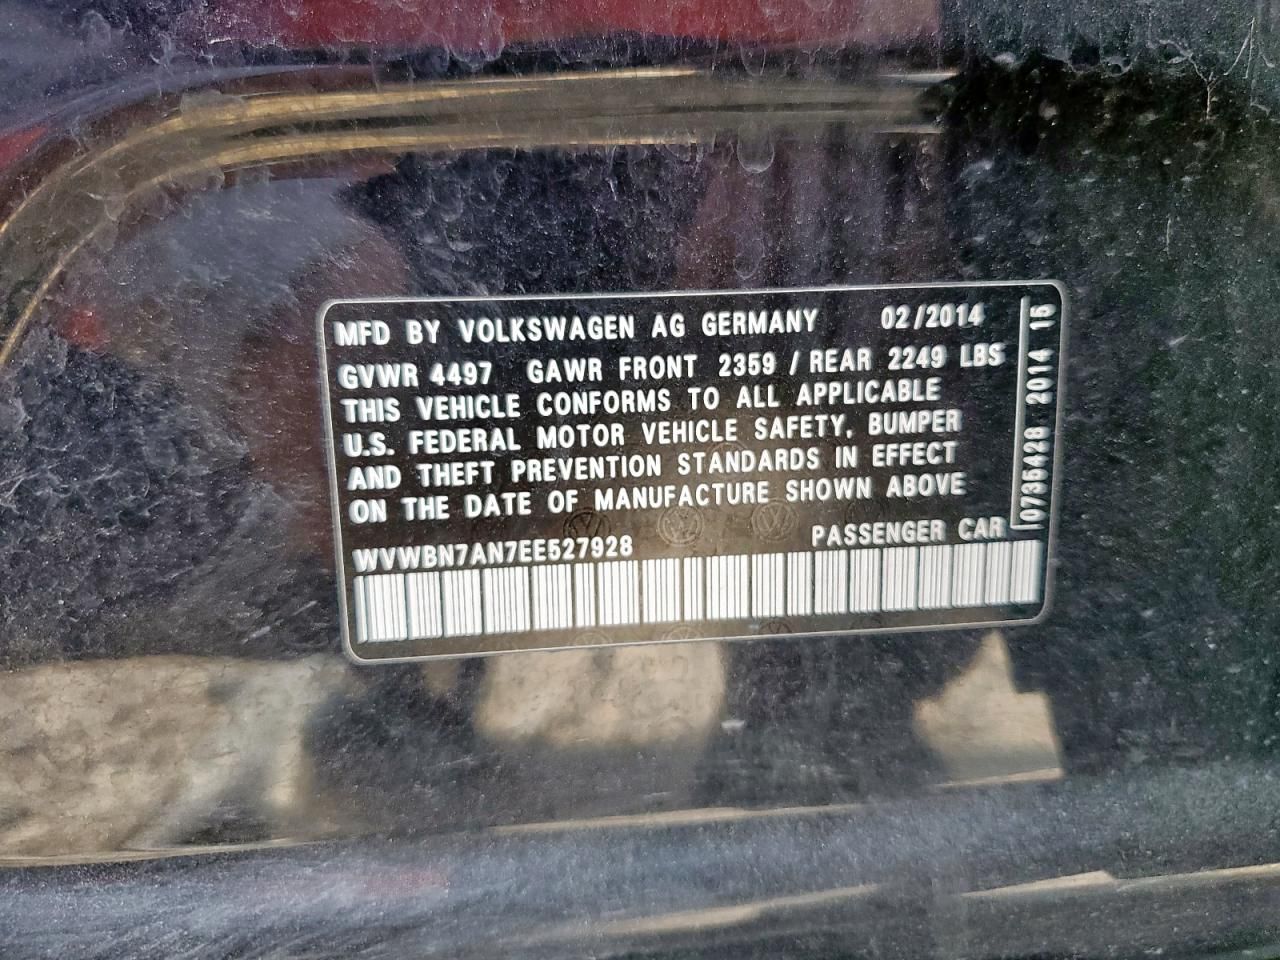 MFD BY VOLKSWAGEN AG GERMANY 02/2014
GVWR 4497 GAWR FRONT 2359 / REAR 2249 LBS
THIS VEHICLE CONFORMS TO ALL APPLICABLE
U.S. FEDERAL MOTOR VEHICLE SAFETY, BUMPER
AND THEFT PREVENTION STANDARDS IN EFFECT
ON THE DATE OF MANUFACTURE SHOWN ABOVE
WVWBN7AN7EE527928 PASSENGER CAR
0735428 2014 15